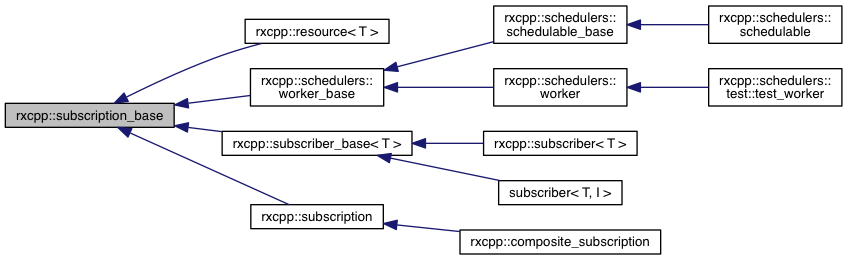 rxcpp::subscription_base
rxcpp::resource< T >
rxcpp::schedulers::
worker_base
rxcpp::subscriber_base< T >
rxcpp::subscription
rxcpp::schedulers::
schedulable_base
rxcpp::schedulers::
worker
rxcpp::subscriber< T >
subscriber< T, I >
rxcpp::composite_subscription
rxcpp::schedulers::
schedulable
rxcpp::schedulers::
test::test_worker